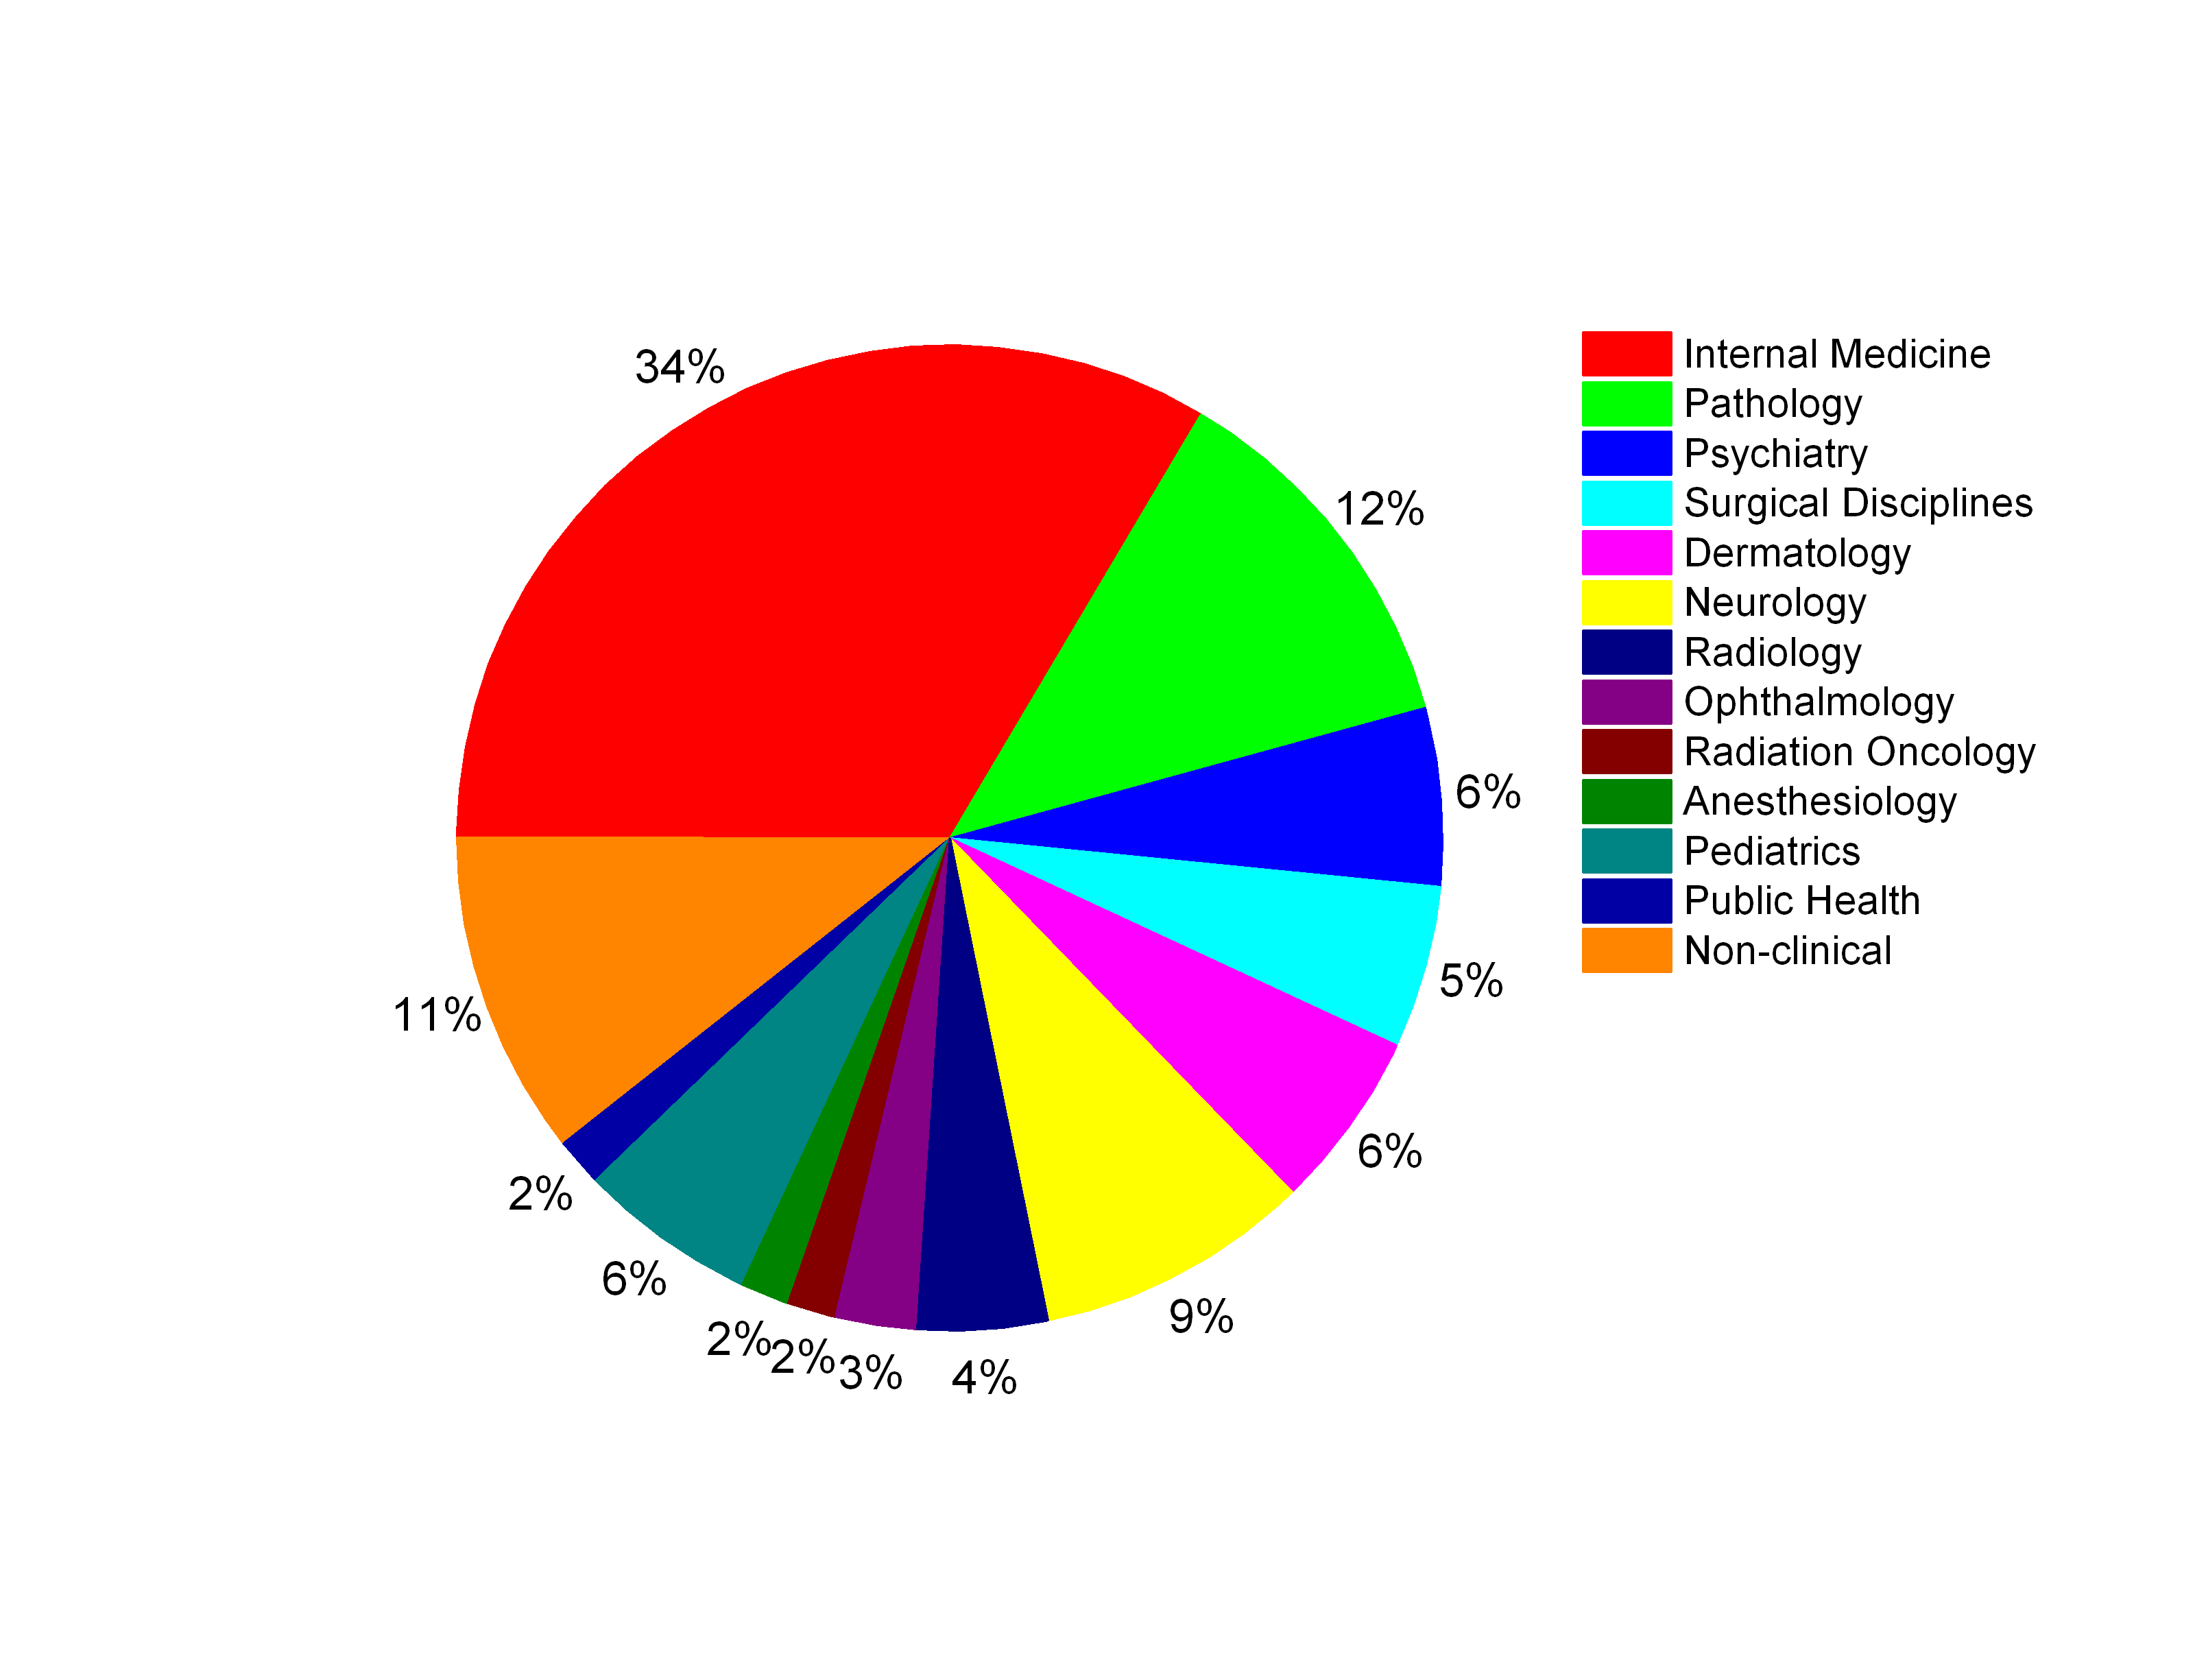 34%
12%
6%
5%
6%
9%
4%
3%
2%
2%
6%
2%
11%
Internal Medicine
Pathology
Psychiatry
Surgical Disciplines
Dermatology
Neurology
Radiology
Ophthalmology
Radiation Oncology
Anesthesiology
Pediatrics
Public Health
Non-clinical